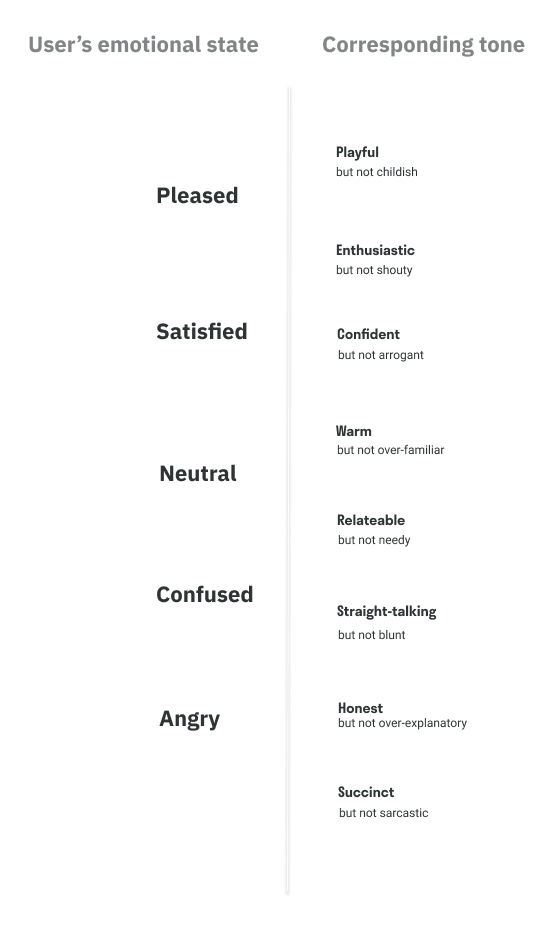 User’s emotional state
Corresponding tone
Playful
but not childish
Pleased
Enthusiastic
but not shouty
Satisfied
Confident
but not arrogant
Warm
but not over-familiar
Neutral
Relateable
but not needy
Confused
Straight-talking
but not blunt
Angry
Honest
but not over-explanatory
Succinct
but not sarcastic